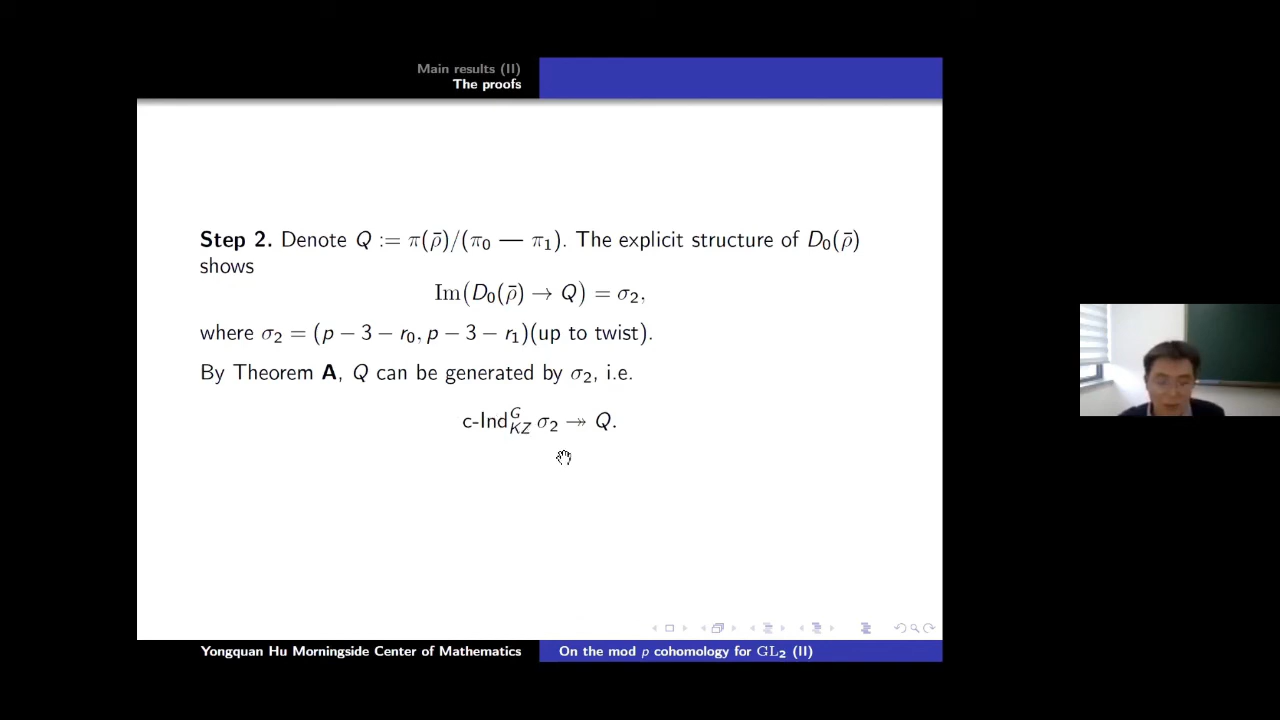 Main results (II)
The proofs
Step 2. Denote Q := π(ρ̄)/(π₀ — π₁). The explicit structure of D₀(ρ̄)
shows
Im(D₀(ρ̄) → Q) = σ₂,
where σ₂ = (p − 3 − r₀, p − 3 − r₁)(up to twist).
By Theorem A, Q can be generated by σ₂, i.e.
c-Ind_{KZ}^{G} σ₂ ↠ Q.
Yongquan Hu Morningside Center of Mathematics
On the mod p cohomology for GL₂ (II)